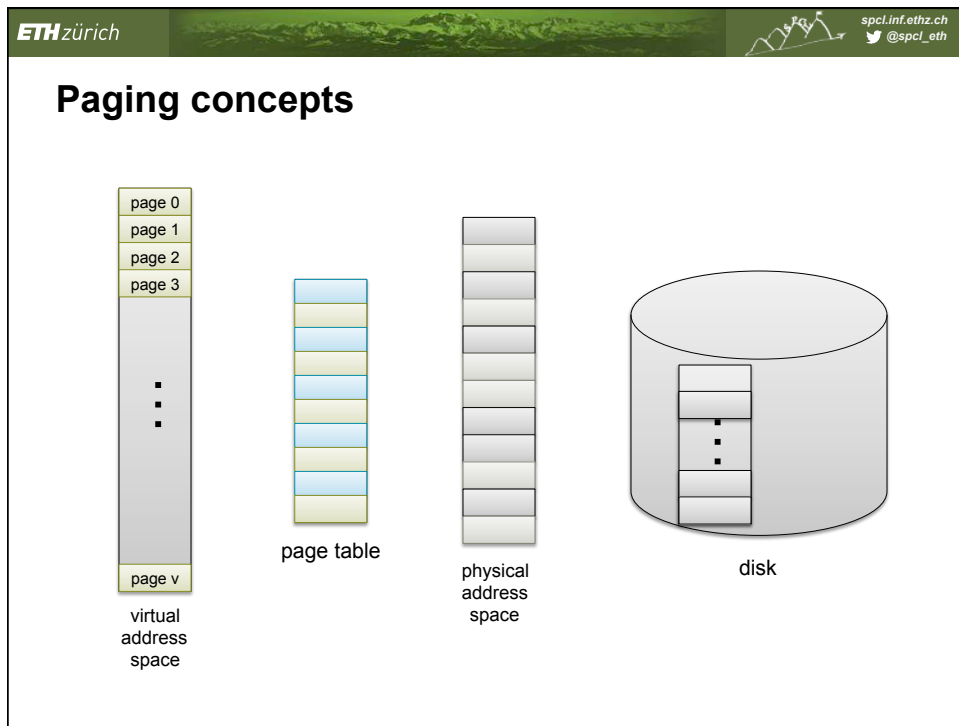 ETH zürich
spcl.inf.ethz.ch
@spcl_eth
Paging concepts
page 0
page 1
page 2
page 3
page v
virtual
address
space
page table
physical
address
space
disk